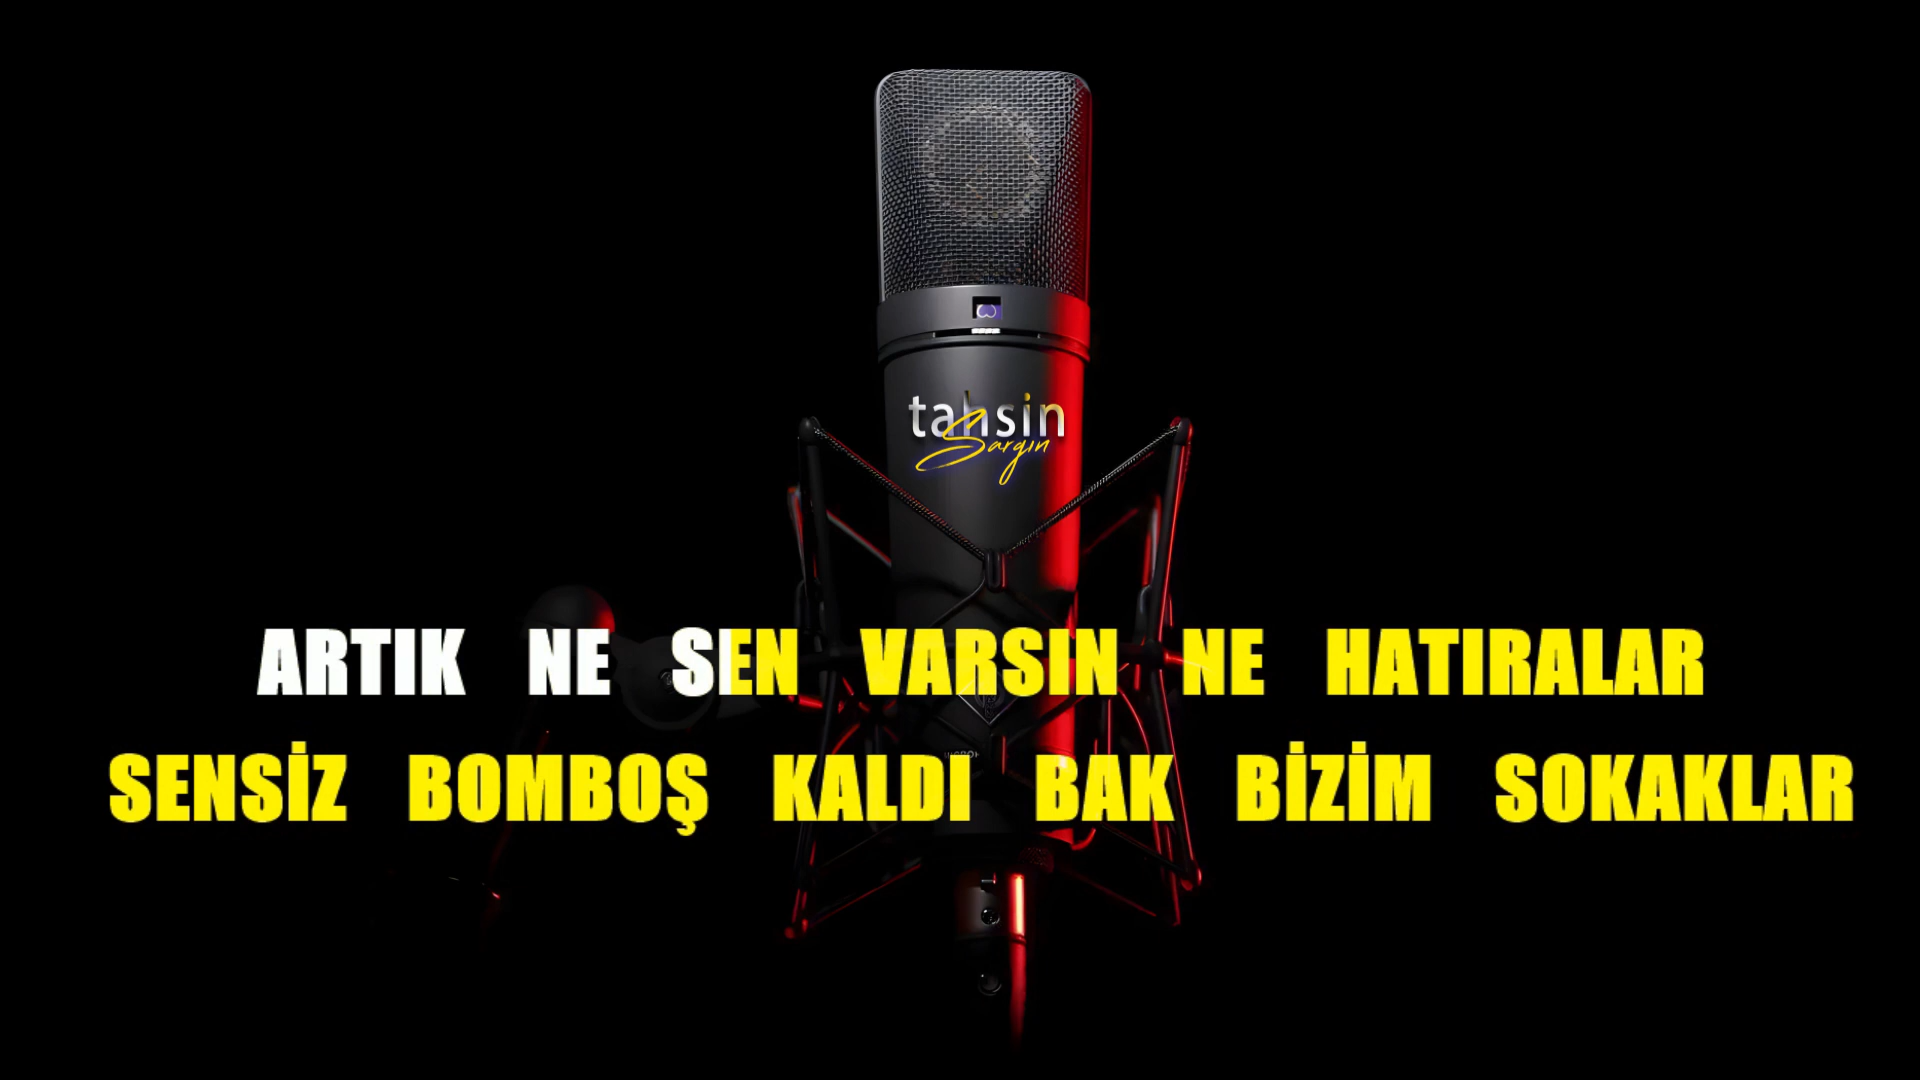 tahsin
Sargın
ARTIK NE SEN VARSIN NE HATIRALAR
SENSİZ BOMBOŞ KALDI BAK BİZİM SOKAKLAR